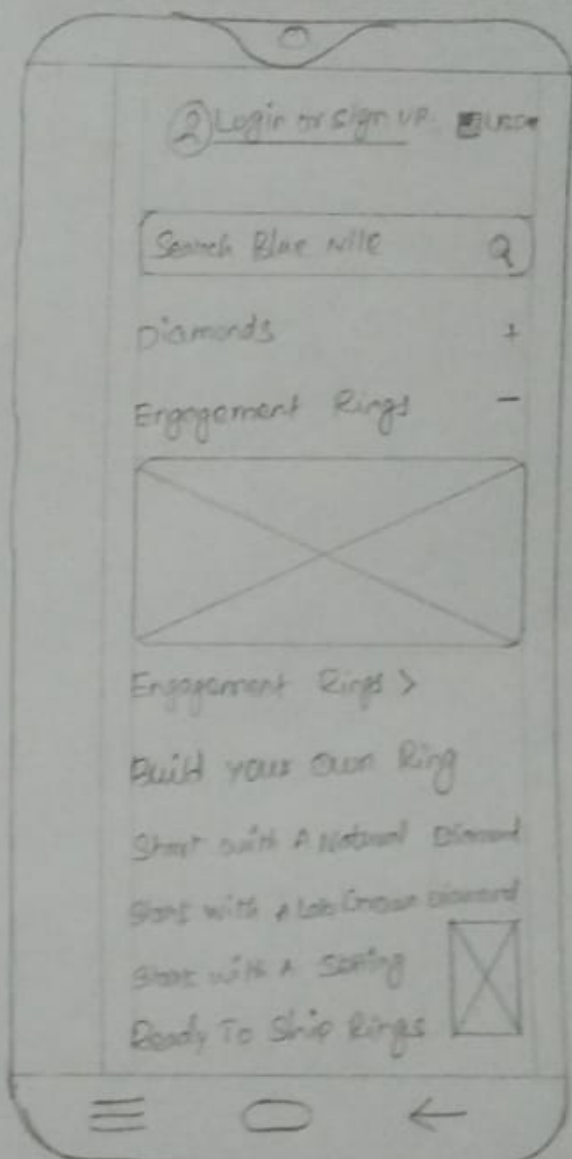 Login or sign up. USD
Search Blue Nile
Diamonds +
Engagement Rings -
Engagement Rings >
Build your Own Ring
Start with A Natural Diamond
Start with A Lab Grown Diamond
Start with A Setting
Ready To Ship Rings